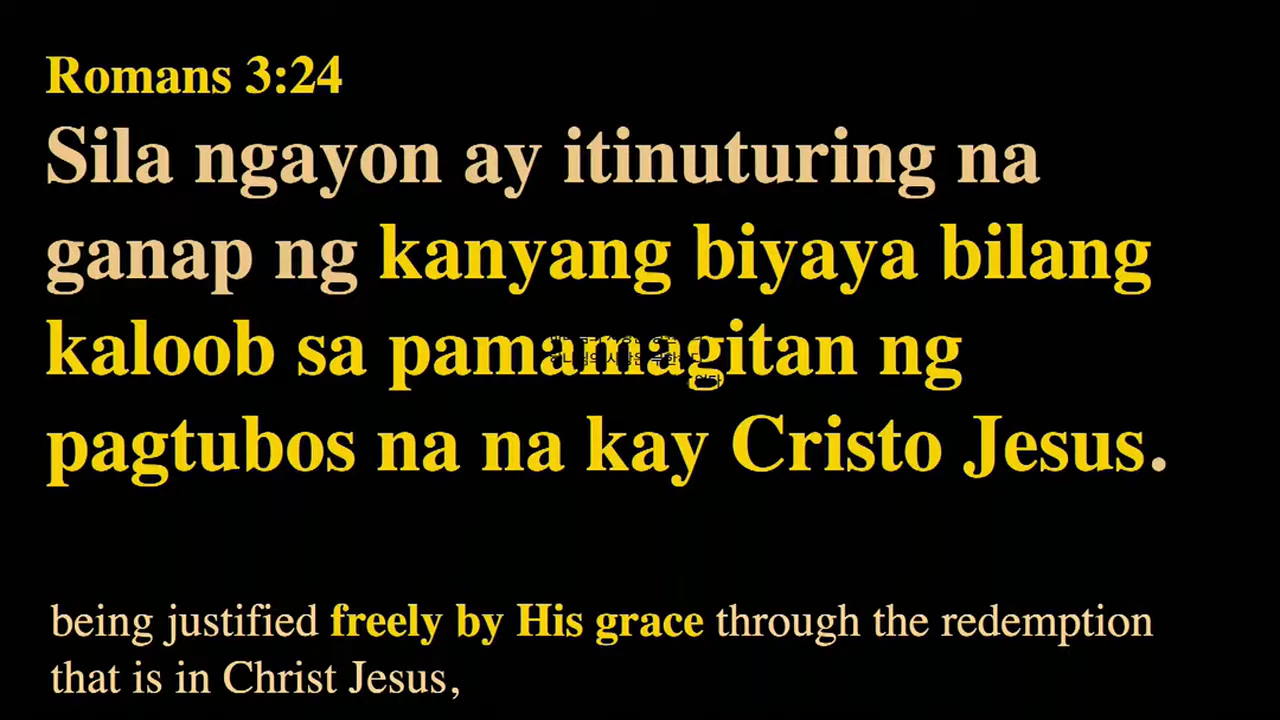 Romans 3:24
Sila ngayon ay itinuturing na
ganap ng kanyang biyaya bilang
kaloob sa pamamagitan ng
pagtubos na na kay Cristo Jesus.
being justified freely by His grace through the redemption
that is in Christ Jesus,